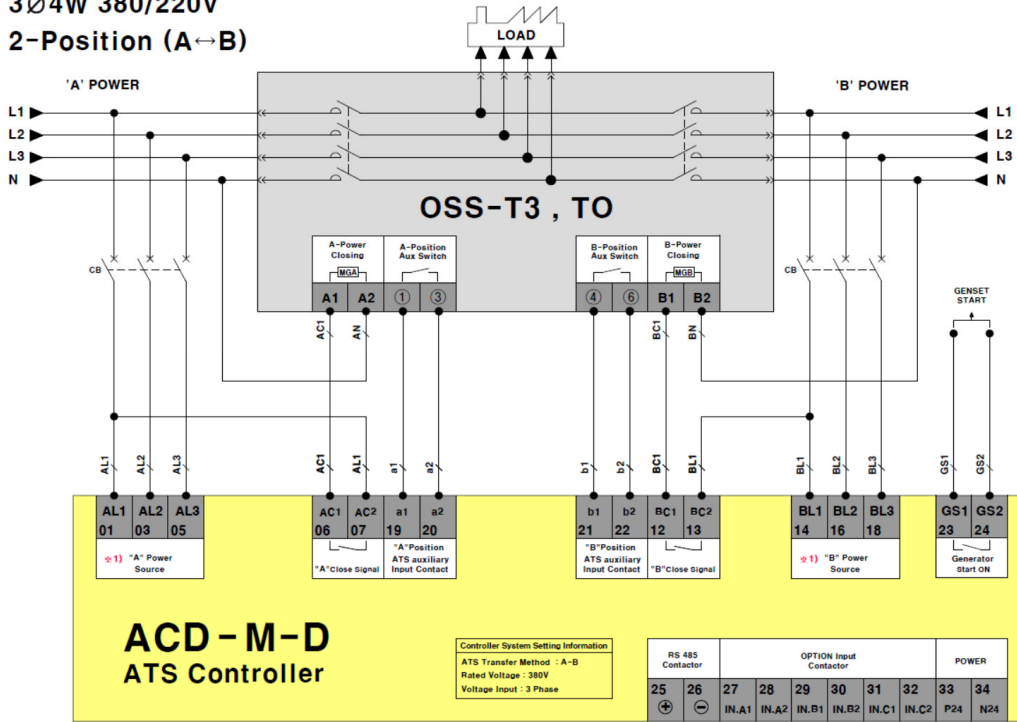 3Ø4W 380/220V
2-Position (A↔B)
LOAD
'A' POWER
'B' POWER
L1
L1
L2
L2
L3
L3
N
N
OSS-T3 , TO
A-Power
Closing
A-Position
Aux Switch
B-Position
Aux Switch
B-Power
Closing
MGA
MGB
CB
CB
A1 A2 ① ③
④ ⑥ B1 B2
GENSET
START
AC1
AN
BC1
BN
AL1
AL2
AL3
AC1
AL1
a1
a2
b1
b2
BC1
BL1
BL1
BL2
BL3
GS1
GS2
AL1 AL2 AL3
01 03 05
AC1 AC2 a1 a2
06 07 19 20
b1 b2 BC1 BC2
21 22 12 13
BL1 BL2 BL3
14 16 18
GS1 GS2
23 24
※1) "A" Power
Source
"A"Close Signal
"A"Position
ATS auxiliary
Input Contact
"B"Position
ATS auxiliary
Input Contact
"B"Close Signal
※1) "B" Power
Source
Generator
Start ON
ACD-M-D
ATS Controller
Controller System Setting Information
ATS Transfer Method : A-B
Rated Voltage : 380V
Voltage Input : 3 Phase
RS 485
Contactor
OPTION Input
Contactor
POWER
25 26 27 28 29 30 31 32 33 34
⊕ ⊖ IN.A1 IN.A2 IN.B1 IN.B2 IN.C1 IN.C2 P24 N24